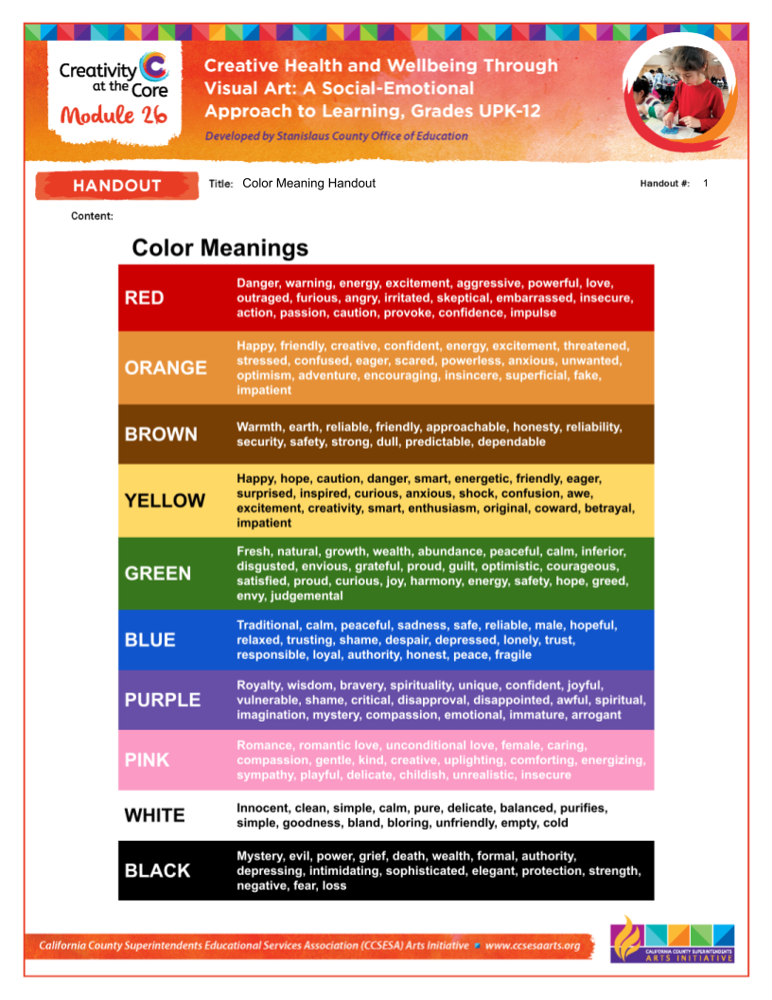 Creativity
at the
Core
Module 26
Creative Health and Wellbeing Through
Visual Art: A Social-Emotional
Approach to Learning, Grades UPK-12
Developed by Stanislaus County Office of Education
HANDOUT
Title: Color Meaning Handout
Handout #: 1
Content:
Color Meanings
RED
Danger, warning, energy, excitement, aggressive, powerful, love,
outraged, furious, angry, irritated, skeptical, embarrassed, insecure,
action, passion, caution, provoke, confidence, impulse
ORANGE
Happy, friendly, creative, confident, energy, excitement, threatened,
stressed, confused, eager, scared, powerless, anxious, unwanted,
optimism, adventure, encouraging, insincere, superficial, fake,
impatient
BROWN
Warmth, earth, reliable, friendly, approachable, honesty, reliability,
security, safety, strong, dull, predictable, dependable
YELLOW
Happy, hope, caution, danger, smart, energetic, friendly, eager,
surprised, inspired, curious, anxious, shock, confusion, awe,
excitement, creativity, smart, enthusiasm, original, coward, betrayal,
impatient
GREEN
Fresh, natural, growth, wealth, abundance, peaceful, calm, inferior,
disgusted, envious, grateful, proud, guilt, optimistic, courageous,
satisfied, proud, curious, joy, harmony, energy, safety, hope, greed,
envy, judgemental
BLUE
Traditional, calm, peaceful, sadness, safe, reliable, male, hopeful,
relaxed, trusting, shame, despair, depressed, lonely, trust,
responsible, loyal, authority, honest, peace, fragile
PURPLE
Royalty, wisdom, bravery, spirituality, unique, confident, joyful,
vulnerable, shame, critical, disapproval, disappointed, awful, spiritual,
imagination, mystery, compassion, emotional, immature, arrogant
PINK
Romance, romantic love, unconditional love, female, caring,
compassion, gentle, kind, creative, uplighting, comforting, energizing,
sympathy, playful, delicate, childish, unrealistic, insecure
WHITE
Innocent, clean, simple, calm, pure, delicate, balanced, purifies,
simple, goodness, bland, bloring, unfriendly, empty, cold
BLACK
Mystery, evil, power, grief, death, wealth, formal, authority,
depressing, intimidating, sophisticated, elegant, protection, strength,
negative, fear, loss
California County Superintendents Educational Services Association (CCSESA) Arts Initiative www.ccsesaarts.org
CALIFORNIA COUNTY SUPERINTENDENTS
ARTS INITIATIVE